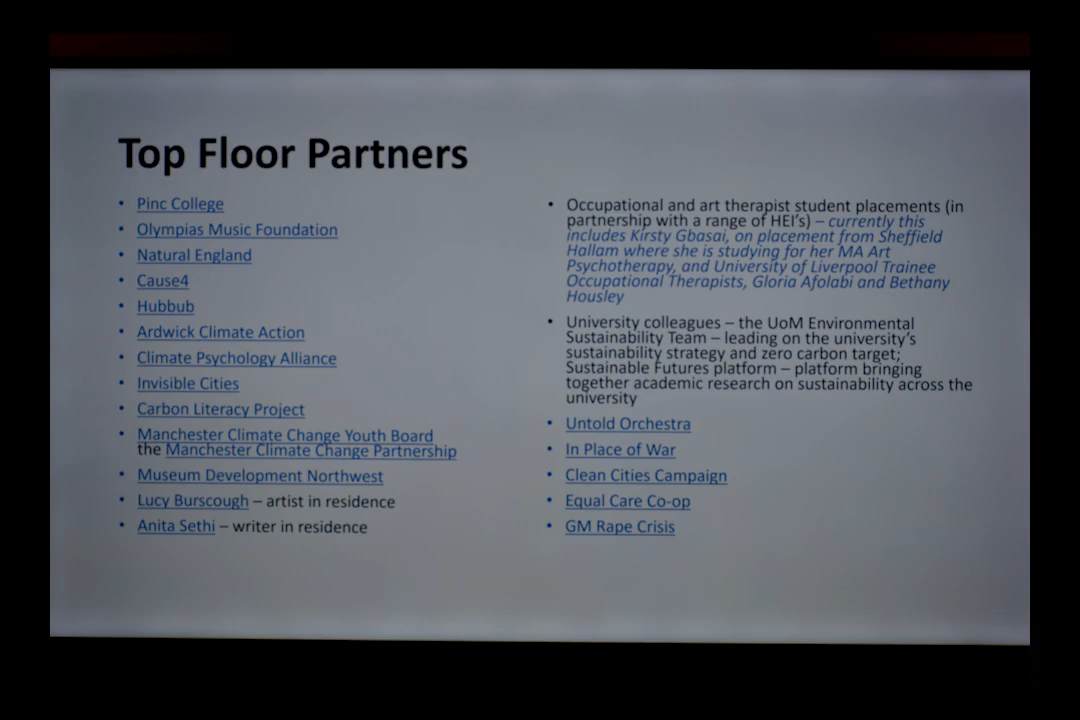 Top Floor Partners
• Pinc College
• Olympias Music Foundation
• Natural England
• Cause4
• Hubbub
• Ardwick Climate Action
• Climate Psychology Alliance
• Invisible Cities
• Carbon Literacy Project
• Manchester Climate Change Youth Board
the Manchester Climate Change Partnership
• Museum Development Northwest
• Lucy Burscough – artist in residence
• Anita Sethi – writer in residence
• Occupational and art therapist student placements (in
partnership with a range of HEI's) – currently this
includes Kirsty Gbasai, on placement from Sheffield
Hallam where she is studying for her MA Art
Psychotherapy, and University of Liverpool Trainee
Occupational Therapists, Gloria Afolabi and Bethany
Housley
• University colleagues – the UoM Environmental
Sustainability Team – leading on the university's
sustainability strategy and zero carbon target;
Sustainable Futures platform – platform bringing
together academic research on sustainability across the
university
• Untold Orchestra
• In Place of War
• Clean Cities Campaign
• Equal Care Co-op
• GM Rape Crisis